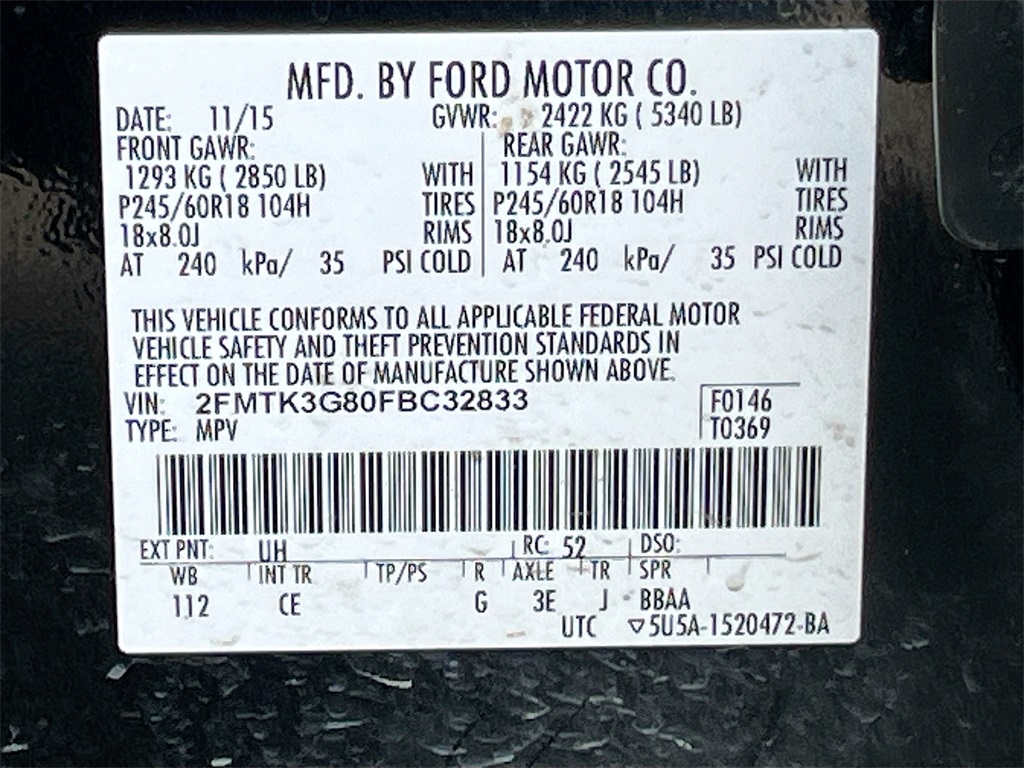 MFD. BY FORD MOTOR CO.
DATE: 11/15 GVWR: 2422 KG ( 5340 LB)
FRONT GAWR: REAR GAWR:
1293 KG ( 2850 LB) WITH 1154 KG ( 2545 LB) WITH
P245/60R18 104H TIRES P245/60R18 104H TIRES
18x8.0J RIMS 18x8.0J RIMS
AT 240 kPa/ 35 PSI COLD AT 240 kPa/ 35 PSI COLD
THIS VEHICLE CONFORMS TO ALL APPLICABLE FEDERAL MOTOR
VEHICLE SAFETY AND THEFT PREVENTION STANDARDS IN
EFFECT ON THE DATE OF MANUFACTURE SHOWN ABOVE.
VIN: 2FMTK3G80FBC32833 F0146
TYPE: MPV T0369
EXT PNT: UH RC: 52 DSO:
WB INT TR TP/PS R AXLE TR SPR
112 CE G 3E J BBAA
UTC ▽5U5A-1520472-BA